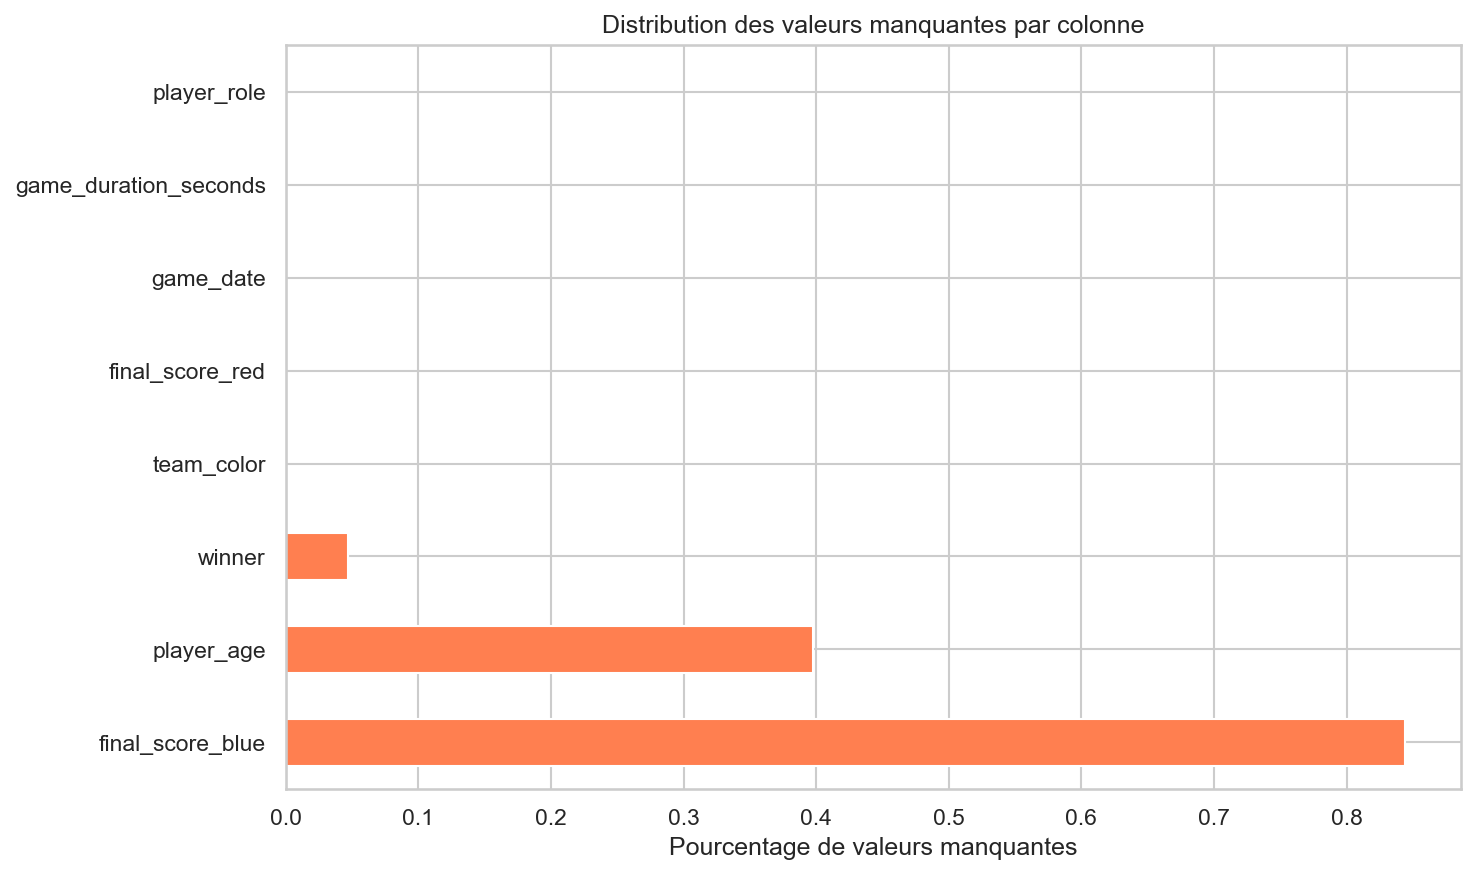 Distribution des valeurs manquantes par colonne
player_role
game_duration_seconds
game_date
final_score_red
team_color
winner
player_age
final_score_blue
0.0 0.1 0.2 0.3 0.4 0.5 0.6 0.7 0.8
Pourcentage de valeurs manquantes